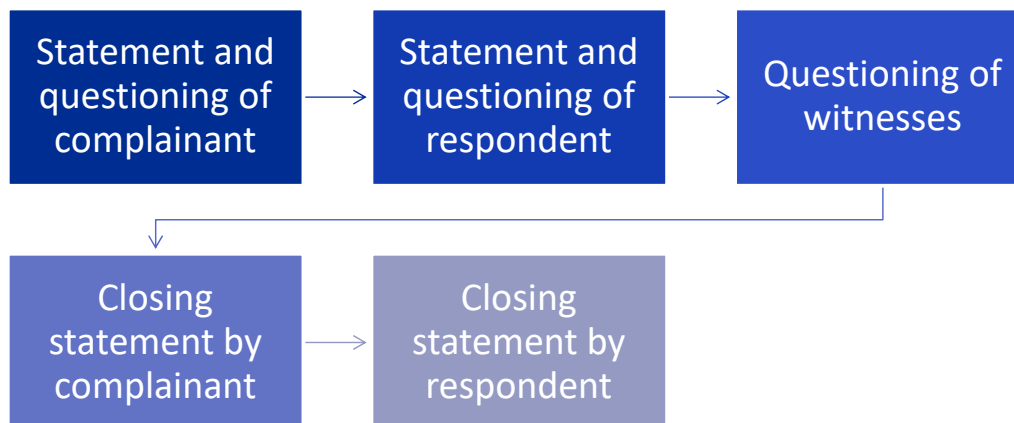 Statement and
questioning of
complainant
Statement and
questioning of
respondent
Questioning of
witnesses
Closing
statement by
complainant
Closing
statement by
respondent